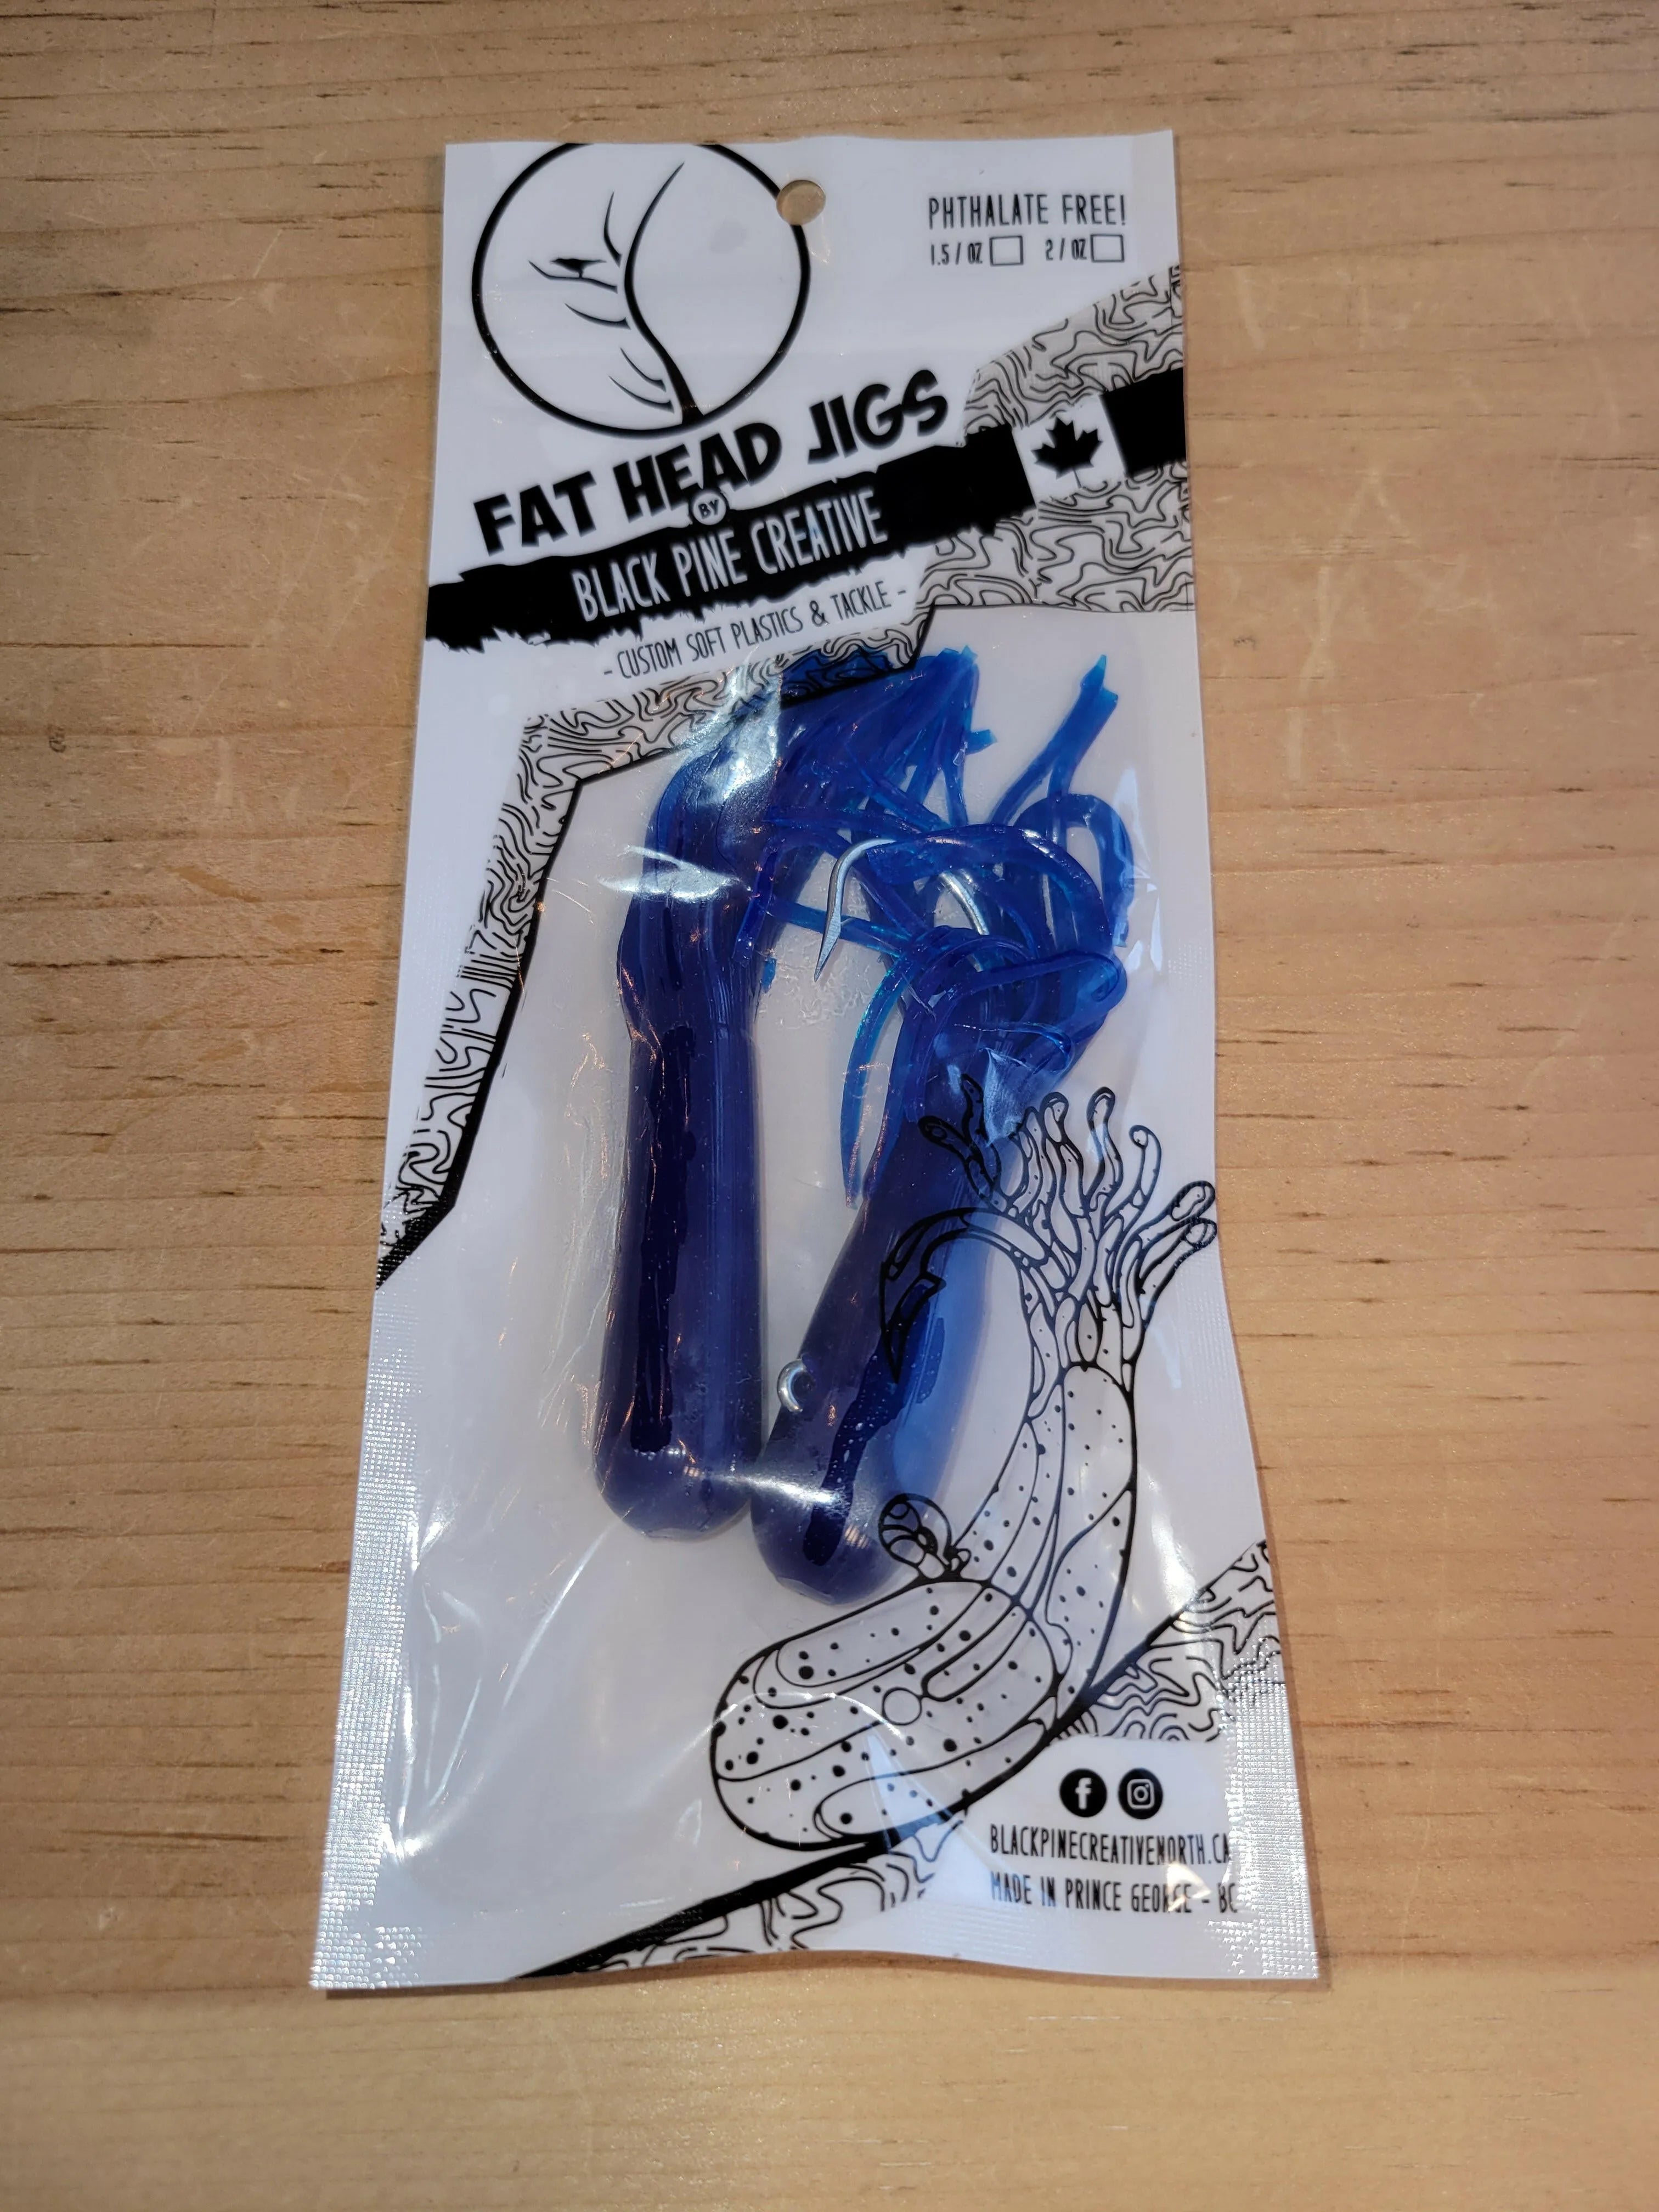 PHTHALATE FREE!
1.5/OZ 2/OZ
FAT HEAD JIGS
BY
BLACK PINE CREATIVE
- CUSTOM SOFT PLASTICS & TACKLE -
BLACKPINECREATIVENORTH.CA
MADE IN PRINCE GEORGE - BC